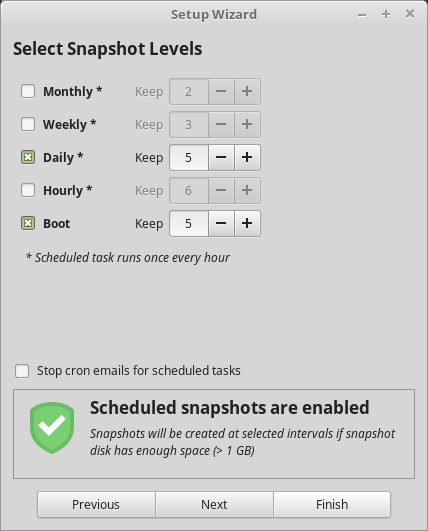 Setup Wizard
Select Snapshot Levels
Monthly * Keep 2
Weekly * Keep 3
Daily * Keep 5
Hourly * Keep 6
Boot Keep 5
* Scheduled task runs once every hour
Stop cron emails for scheduled tasks
Scheduled snapshots are enabled
Snapshots will be created at selected intervals if snapshot
disk has enough space (> 1 GB)
Previous Next Finish